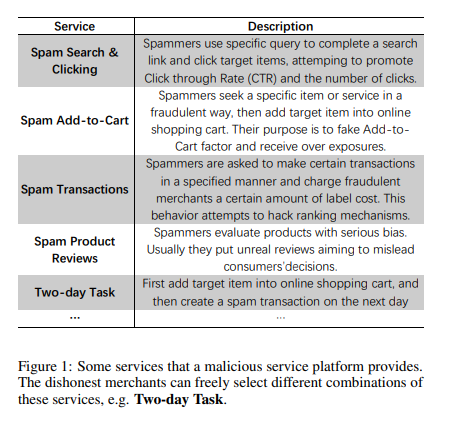 Service Description
Spam Search &
Clicking
Spammers use specific query to complete a search
link and click target items, attemping to promote
Click through Rate (CTR) and the number of clicks.
Spam Add-to-Cart
Spammers seek a specific item or service in a
fraudulent way, then add target item into online
shopping cart. Their purpose is to fake Add-to-
Cart factor and receive over exposures.
Spam Transactions
Spammers are asked to make certain transactions
in a specified manner and charge fraudulent
merchants a certain amount of label cost. This
behavior attempts to hack ranking mechanisms.
Spam Product
Reviews
Spammers evaluate products with serious bias.
Usually they put unreal reviews aiming to mislead
consumers'decisions.
Two-day Task
First add target item into online shopping cart, and
then create a spam transaction on the next day
... ...
Figure 1: Some services that a malicious service platform provides.
The dishonest merchants can freely select different combinations of
these services, e.g. Two-day Task.